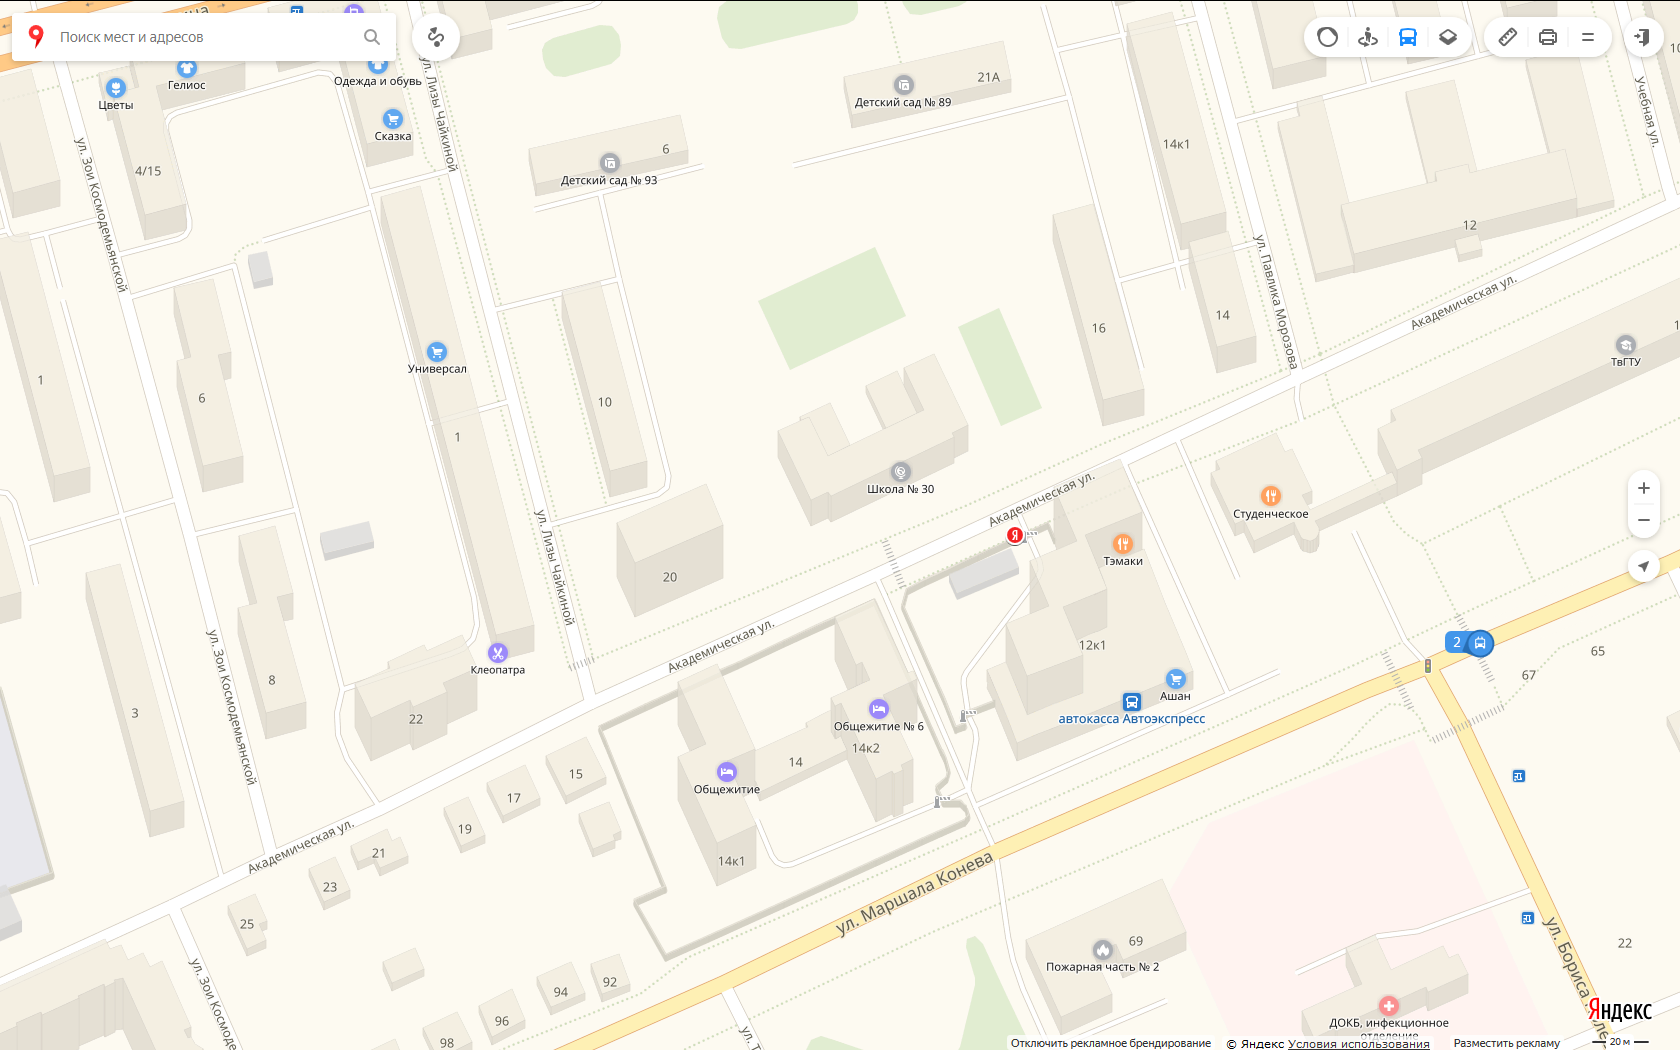 Поиск мест и адресов
Гелиос
Цветы
Одежда и обувь
Сказка
4/15
ул. Зои Космодемьянской
ул. Лизы Чайкиной
Детский сад № 93
6
Детский сад № 89
21А
14к1
Учебная ул.
12
ул. Павлика Морозова
Академическая ул.
14
16
ТвГТУ
1
6
Универсал
1
10
Школа № 30
Академическая ул.
Студенческое
Я
Тэмаки
20
ул. Лизы Чайкиной
Академическая ул.
12к1
Ашан
автокасса Автоэкспресс
2
65
67
Клеопатра
8
3
22
ул. Зои Космодемьянской
Общежитие № 6
14к2
14
Общежитие
14к1
15
17
19
21
23
25
Академическая ул.
ул. Маршала Конева
69
Пожарная часть № 2
22
ул. Бориса
ДОКБ, инфекционное
отделение
94
92
96
98
Яндекс
Отключить рекламное брендирование
© Яндекс Условия использования
Разместить рекламу
20 м